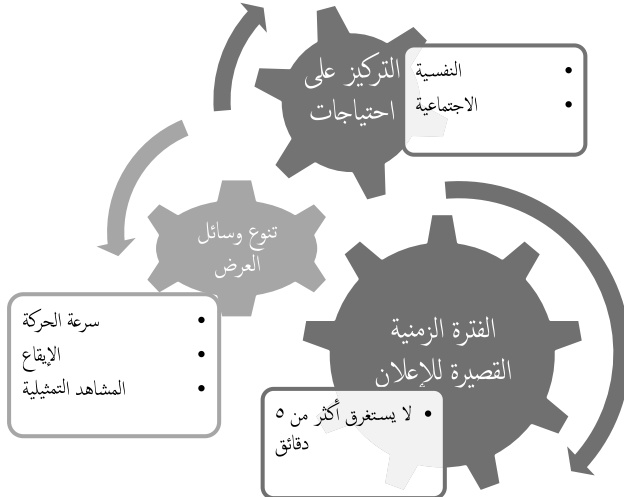 التركيز على
احتياجات
• النفسية
• الاجتماعية
تنوع وسائل
العرض
• سرعة الحركة
• الإيقاع
• المشاهد التمثيلية
الفترة الزمنية
القصيرة للإعلان
• لا يستغرق أكثر من ٥
دقائق